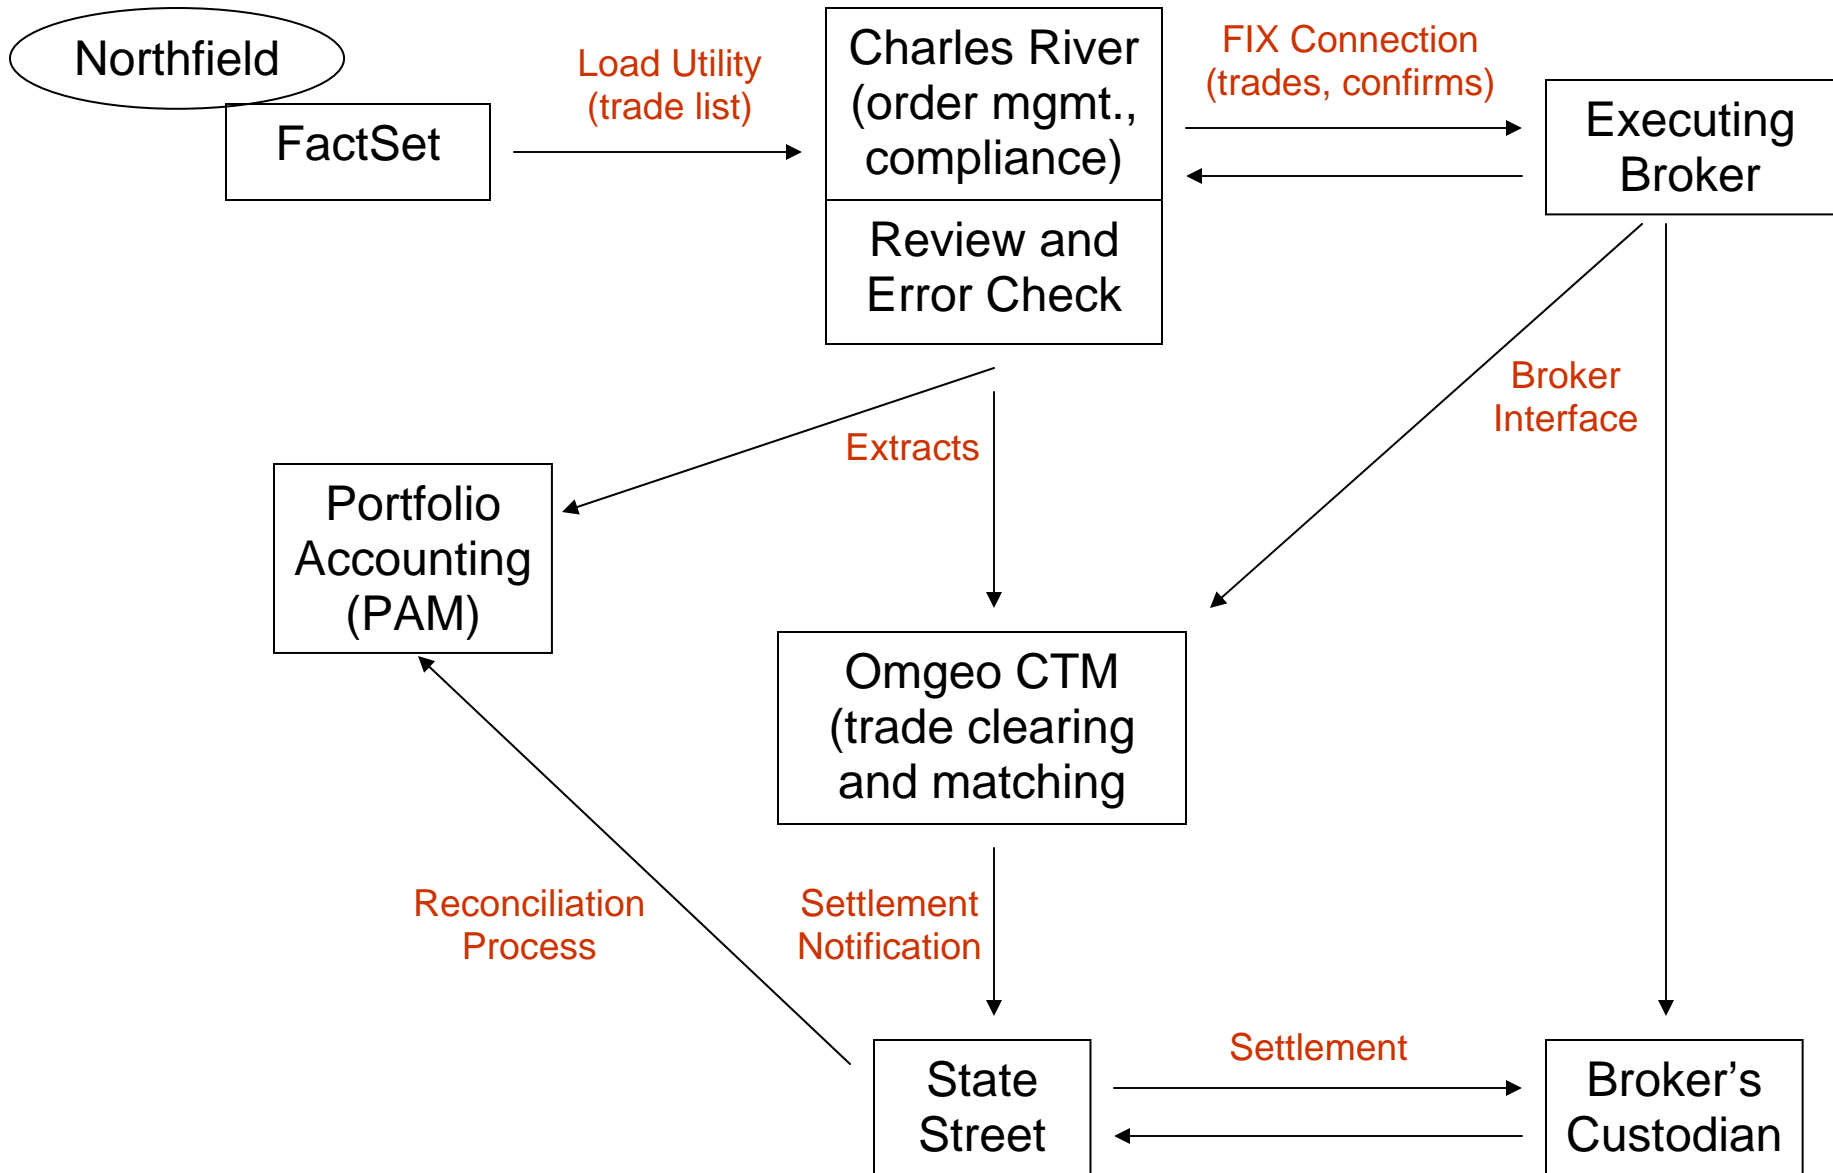 Northfield
FactSet
Load Utility
(trade list)
Charles River
(order mgmt.,
compliance)
Review and
Error Check
FIX Connection
(trades, confirms)
Executing
Broker
Broker
Interface
Extracts
Portfolio
Accounting
(PAM)
Omgeo CTM
(trade clearing
and matching
Reconciliation
Process
Settlement
Notification
State
Street
Settlement
Broker’s
Custodian